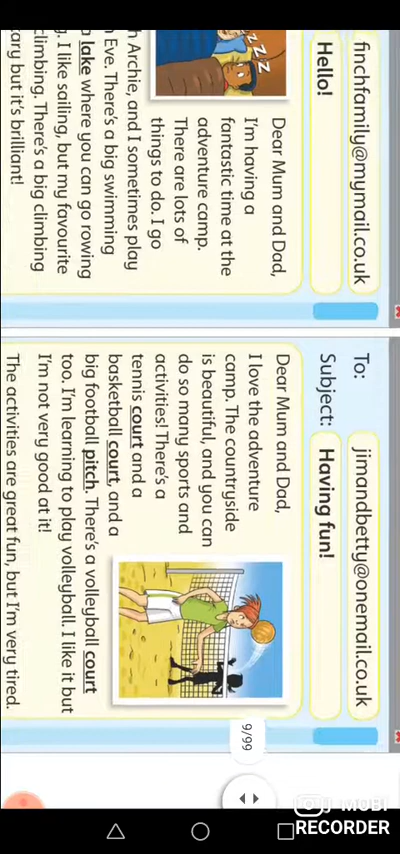 finchfamily@mymail.co.uk
Hello!
zzz
Dear Mum and Dad,
I'm having a
fantastic time at the
adventure camp.
There are lots of
things to do. I go
Archie, and I sometimes play
Eve. There's a big swimming
lake where you can go rowing
I like sailing, but my favourite
climbing. There's a big climbing
but it's brilliant!
To: jimandbetty@onemail.co.uk
Subject: Having fun!
Dear Mum and Dad,
I love the adventure
camp. The countryside
is beautiful, and you can
do so many sports and
activities! There's a
tennis court and a
basketball court, and a
big football pitch. There's a volleyball court
too. I'm learning to play volleyball. I like it but
I'm not very good at it!
The activities are great fun, but I'm very tired.
9/99
MOBI
RECORDER